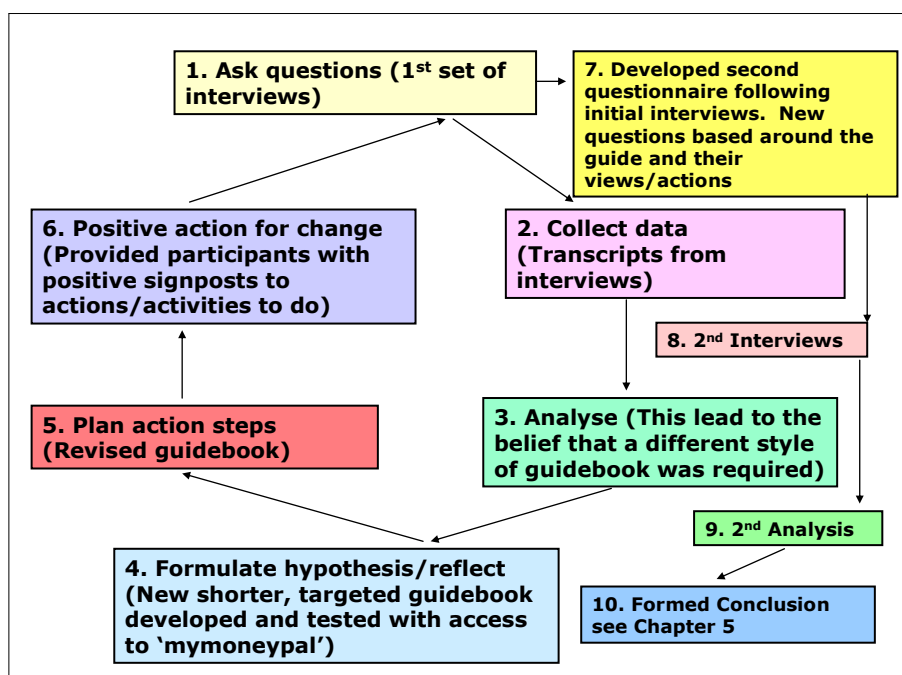 1. Ask questions (1st set of
interviews)
7. Developed second
questionnaire following
initial interviews. New
questions based around the
guide and their
views/actions
6. Positive action for change
(Provided participants with
positive signposts to
actions/activities to do)
2. Collect data
(Transcripts from
interviews)
8. 2nd Interviews
5. Plan action steps
(Revised guidebook)
3. Analyse (This lead to the
belief that a different style
of guidebook was required)
9. 2nd Analysis
4. Formulate hypothesis/reflect
(New shorter, targeted guidebook
developed and tested with access
to ‘mymoneypal’)
10. Formed Conclusion
see Chapter 5